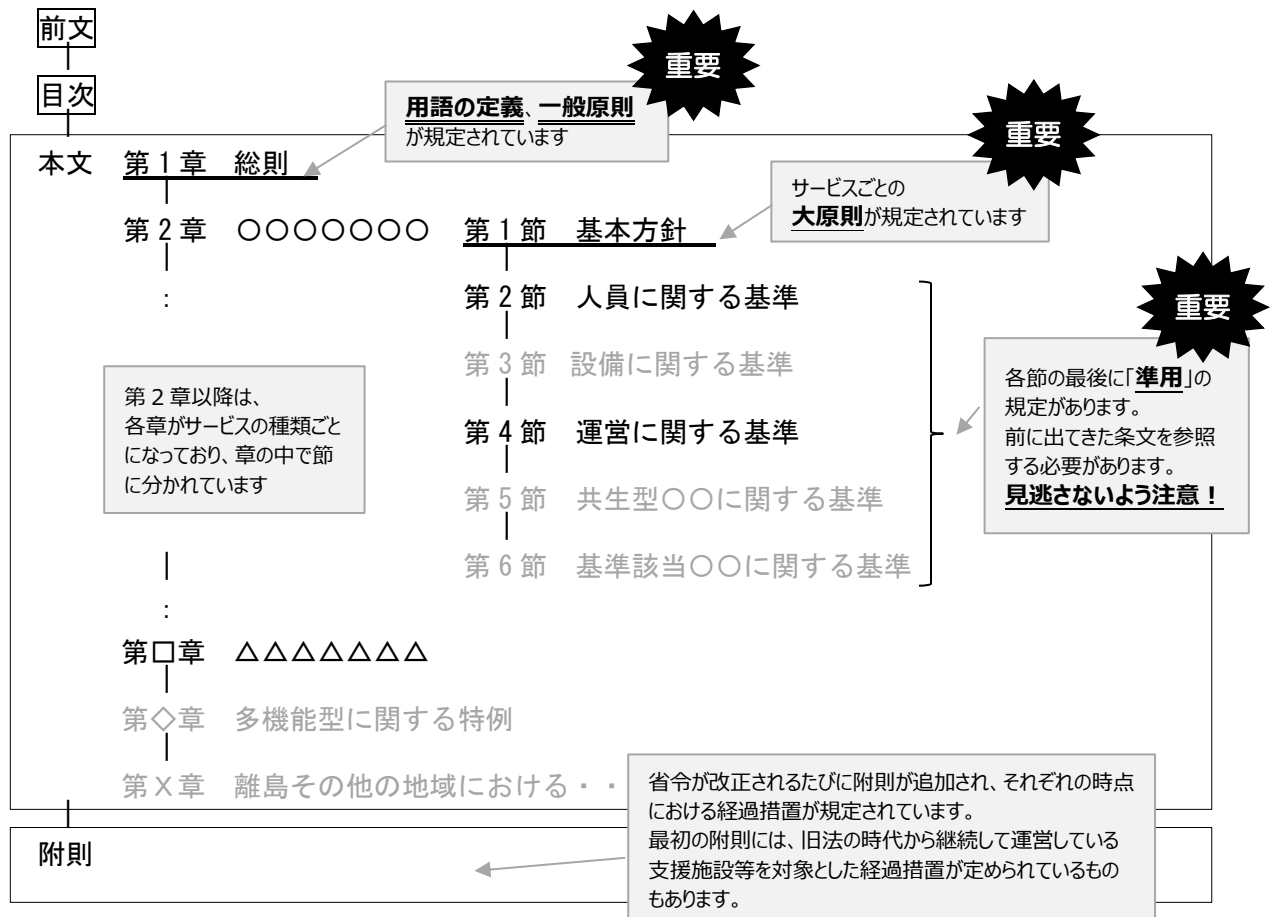 前文
目次
重要
用語の定義、一般原則
が規定されています
重要
本文 第1章 総則
サービスごとの
大原則が規定されています
第2章 ○○○○○○○ 第1節 基本方針
: 第2節 人員に関する基準
重要
第3節 設備に関する基準
第2章以降は、
各章がサービスの種類ごと
になっており、章の中で節
に分かれています
第4節 運営に関する基準
各節の最後に「準用」の
規定があります。
前に出てきた条文を参照
する必要があります。
見逃さないよう注意！
第5節 共生型○○に関する基準
第6節 基準該当○○に関する基準
:
第□章 △△△△△△△
第◇章 多機能型に関する特例
第X章 離島その他の地域における・・
省令が改正されるたびに附則が追加され、それぞれの時点
における経過措置が規定されています。
最初の附則には、旧法の時代から継続して運営している
支援施設等を対象とした経過措置が定められているもの
もあります。
附則